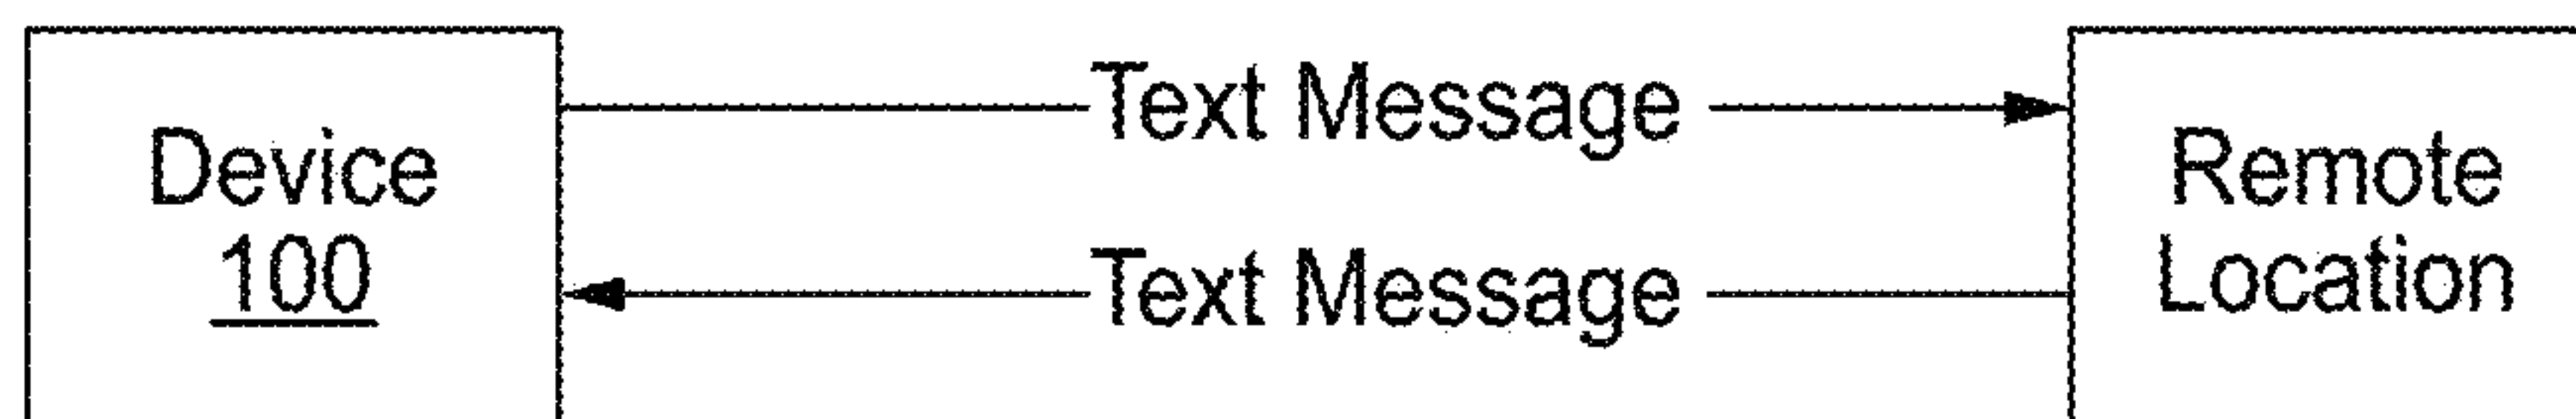 Device
100
Text Message
Text Message
Remote
Location